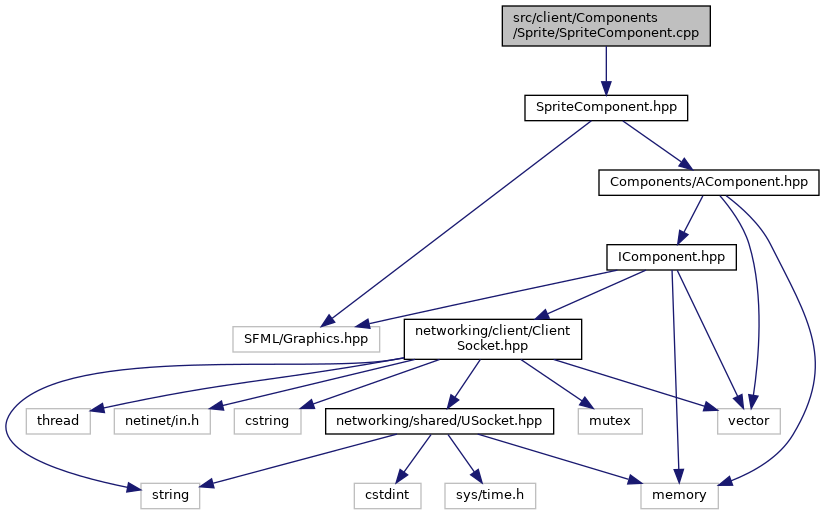 src/client/Components
/Sprite/SpriteComponent.cpp
SpriteComponent.hpp
Components/AComponent.hpp
IComponent.hpp
SFML/Graphics.hpp
networking/client/Client
Socket.hpp
thread
netinet/in.h
cstring
networking/shared/USocket.hpp
mutex
vector
string
cstdint
sys/time.h
memory